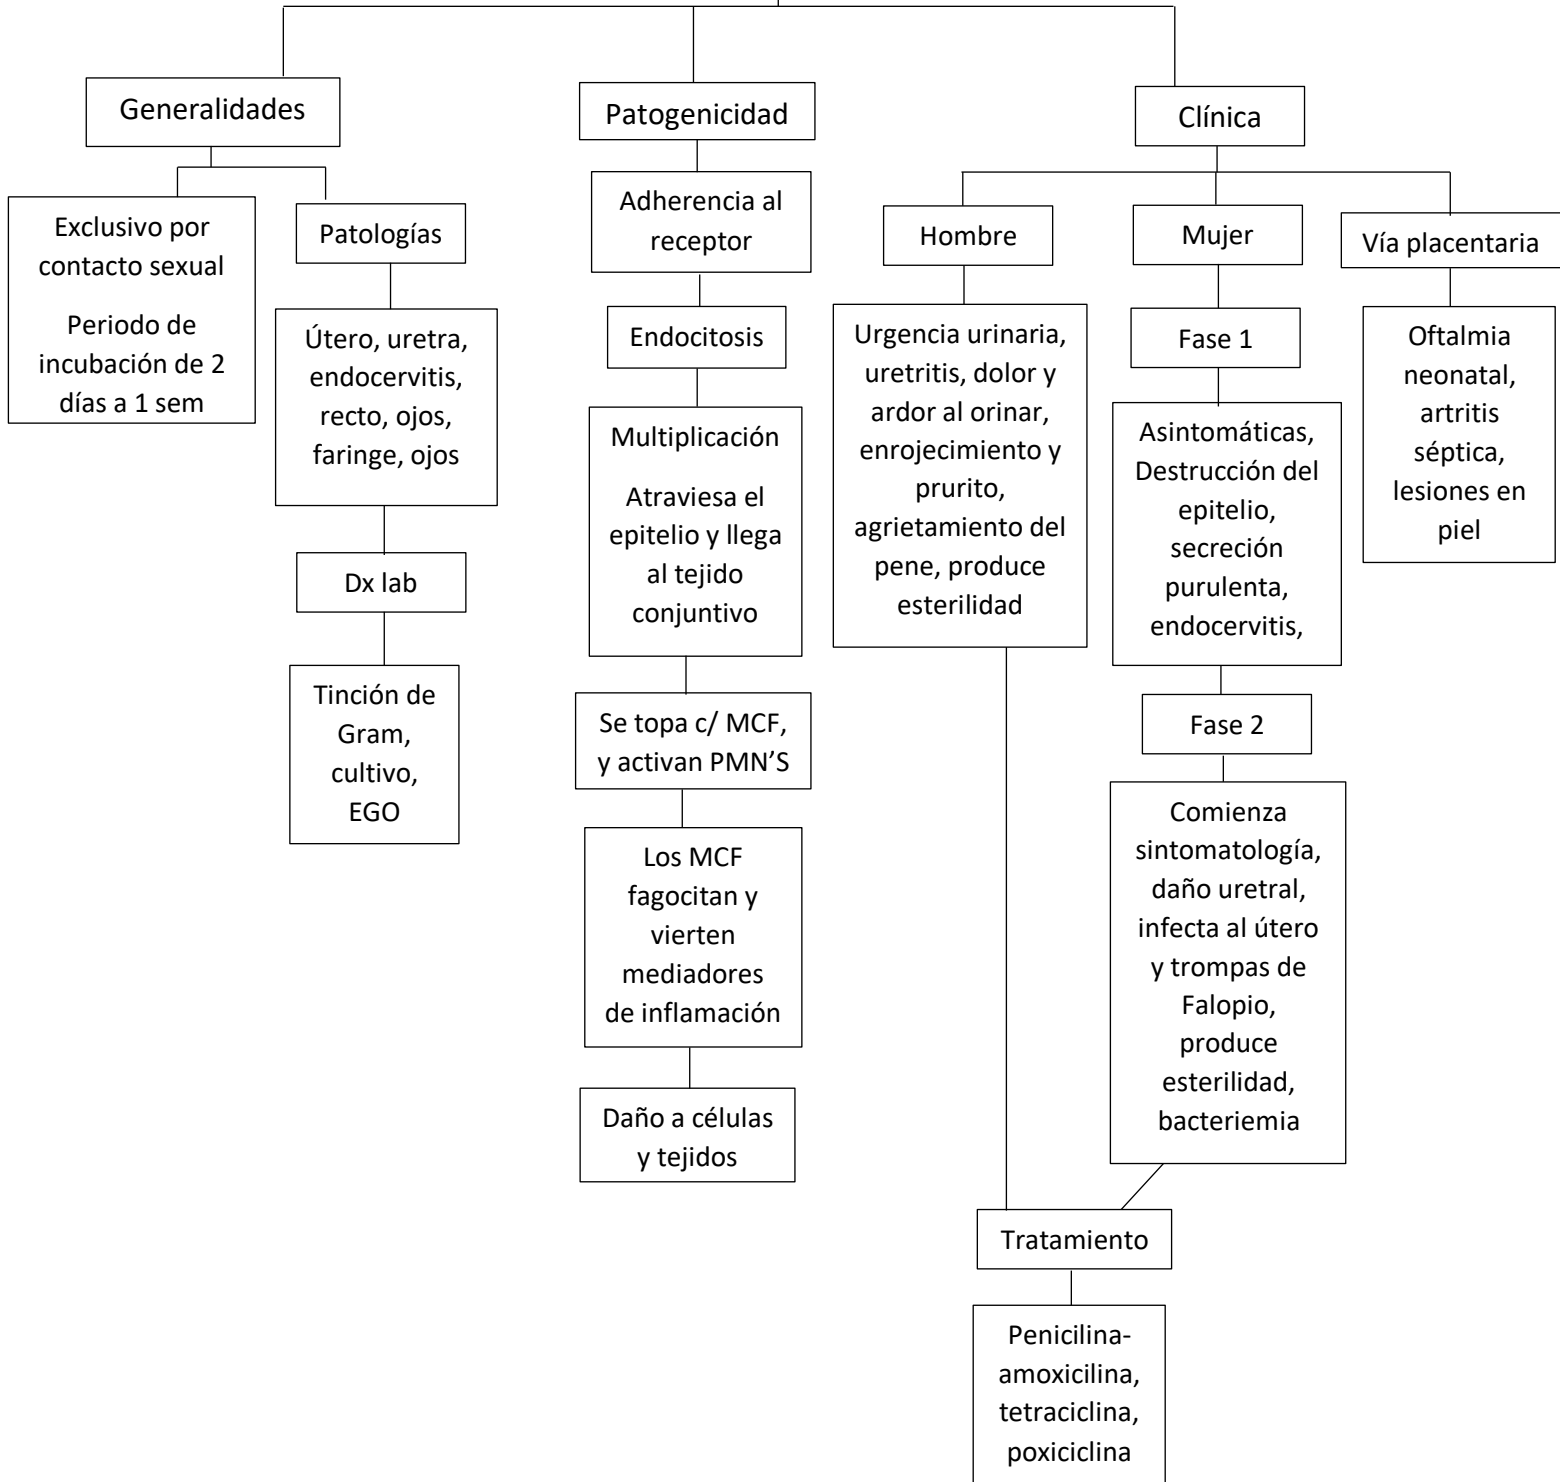 Generalidades
Exclusivo por
contacto sexual
Periodo de
incubación de 2
días a 1 sem
Patologías
Útero, uretra,
endocervitis,
recto, ojos,
faringe, ojos
Dx lab
Tinción de
Gram,
cultivo,
EGO
Patogenicidad
Adherencia al
receptor
Endocitosis
Multiplicación
Atraviesa el
epitelio y llega
al tejido
conjuntivo
Se topa c/ MCF,
y activan PMN’S
Los MCF
fagocitan y
vierten
mediadores
de inflamación
Daño a células
y tejidos
Clínica
Hombre
Urgencia urinaria,
uretritis, dolor y
ardor al orinar,
enrojecimiento y
prurito,
agrietamiento del
pene, produce
esterilidad
Mujer
Fase 1
Asintomáticas,
Destrucción del
epitelio,
secreción
purulenta,
endocervitis,
Fase 2
Comienza
sintomatología,
daño uretral,
infecta al útero
y trompas de
Falopio,
produce
esterilidad,
bacteriemia
Vía placentaria
Oftalmia
neonatal,
artritis
séptica,
lesiones en
piel
Tratamiento
Penicilina-
amoxicilina,
tetraciclina,
poxiciclina